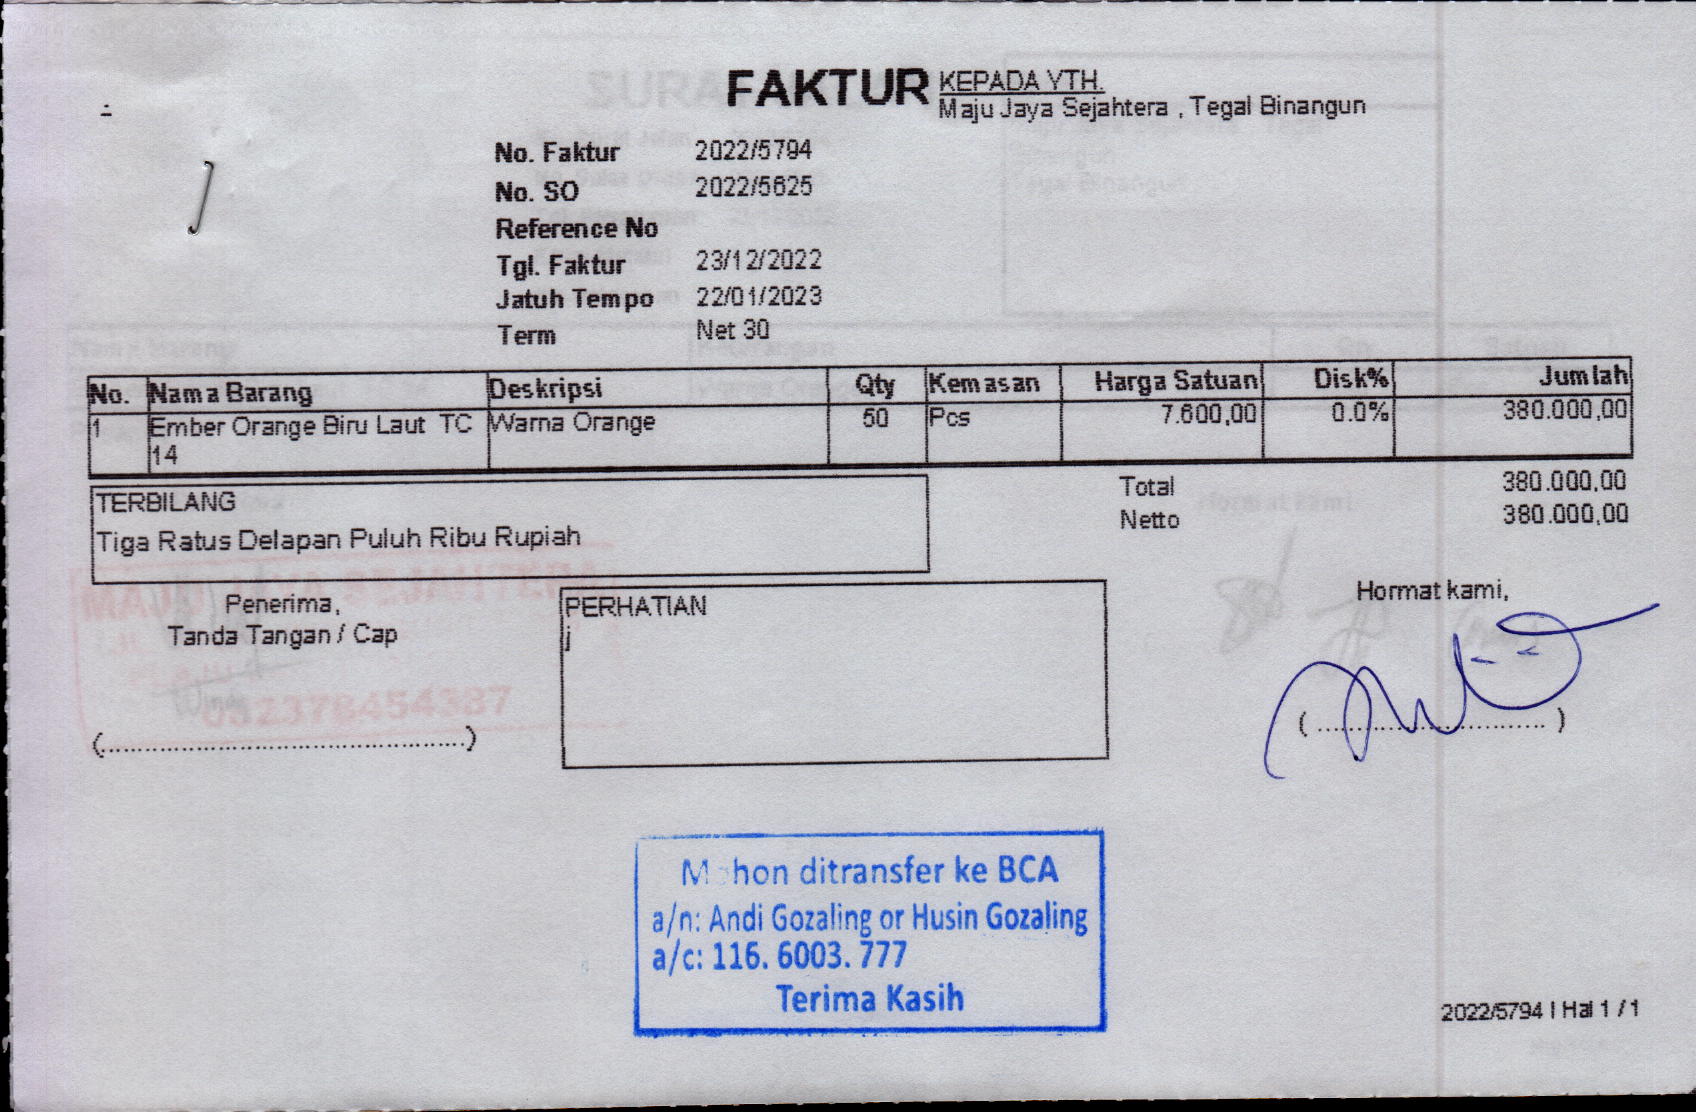 FAKTUR
KEPADA YTH.
Maju Jaya Sejahtera , Tegal Binangun
No. Faktur 2022/5794
No. SO 2022/5625
Reference No
Tgl. Faktur 23/12/2022
Jatuh Tempo 22/01/2023
Term Net 30
No. Nama Barang Deskripsi Qty Kemasan Harga Satuan Disk% Jumlah
1 Ember Orange Biru Laut TC Warna Orange 50 Pcs 7.600,00 0.0% 380.000,00
14
TERBILANG
Tiga Ratus Delapan Puluh Ribu Rupiah
Total 380.000,00
Netto 380.000,00
Penerima,
Tanda Tangan / Cap
(................................................)
PERHATIAN
j
Hormat kami,
( ................................ )
MAJU JAYA SEJAHTERA
Mohon ditransfer ke BCA
a/n: Andi Gozaling or Husin Gozaling
a/c: 116. 6003. 777
Terima Kasih
2022/5794 | Hal 1 / 1